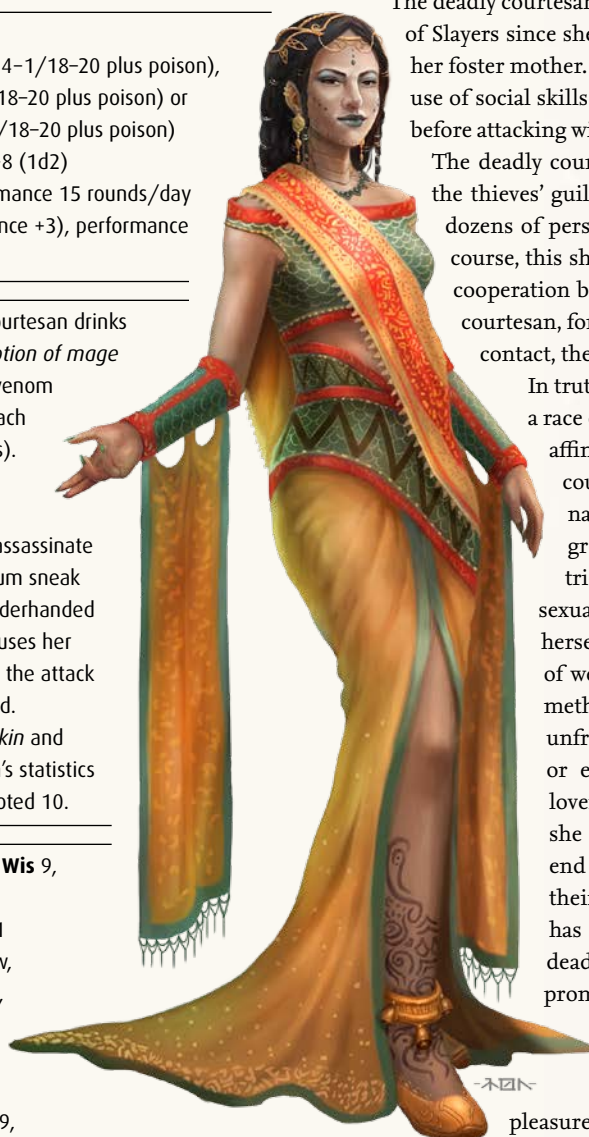 4–1/18–20 plus poison),
18–20 plus poison) or
/18–20 plus poison)
8 (1d2)
mance 15 rounds/day
nce +3), performance
ourtesan drinks
otion of mage
venom
ach
s).
assassinate
um sneak
derhanded
uses her
the attack
d.
kin and
's statistics
oted 10.
Wis 9,
w,
9,
The deadly courtesan
of Slayers since she
her foster mother.
use of social skills
before attacking wi
The deadly cour
the thieves' guil
dozens of pers
course, this sh
cooperation b
courtesan, for
contact, the
In trut
a race
affin
cou
na
gr
tri
sexua
herse
of we
meth
unfr
or e
love
she
end
thei
has
dead
pron
pleasure